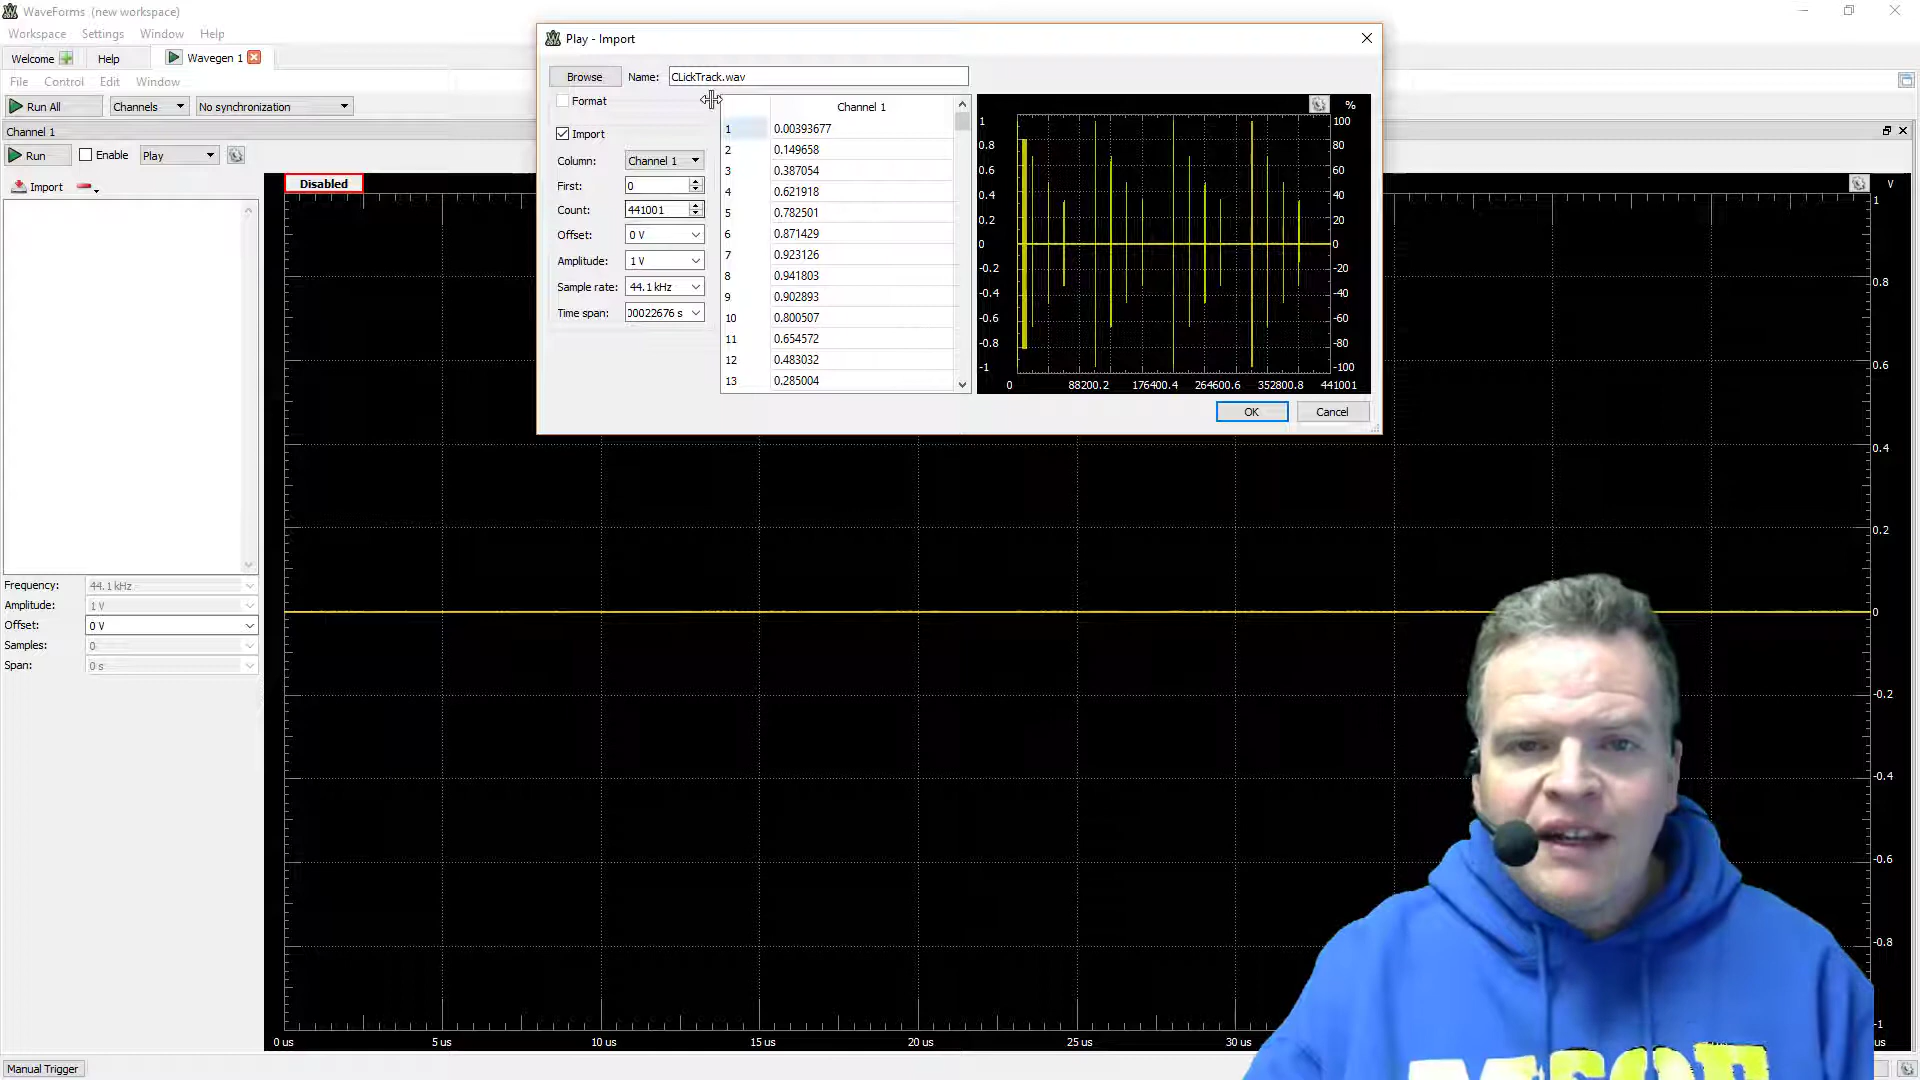 WaveForms (new workspace)
Workspace Settings Window Help
Welcome Help Wavegen 1
File Control Edit Window
Run All Channels No synchronization
Channel 1
Run Enable Play
Import
Disabled
Frequency: 44.1 kHz
Amplitude: 1 V
Offset: 0 V
Samples: 0
Span: 0 s
Manual Trigger
Play - Import
Browse Name: CLickTrack.wav
Format
Import
Column: Channel 1
First: 0
Count: 441001
Offset: 0 V
Amplitude: 1 V
Sample rate: 44.1 kHz
Time span: 00022676 s
Channel 1
1 0.00393677
2 0.149658
3 0.387054
4 0.621918
5 0.782501
6 0.871429
7 0.923126
8 0.941803
9 0.902893
10 0.800507
11 0.654572
12 0.483032
13 0.285004
%
1 100
0.8 80
0.6 60
0.4 40
0.2 20
0 0
-0.2 -20
-0.4 -40
-0.6 -60
-0.8 -80
-1 -100
0 88200.2 176400.4 264600.6 352800.8 441001
OK Cancel
V
1
0.8
0.6
0.4
0.2
0
-0.2
-0.4
-0.6
-0.8
-1
0 us 5 us 10 us 15 us 20 us 25 us 30 us us